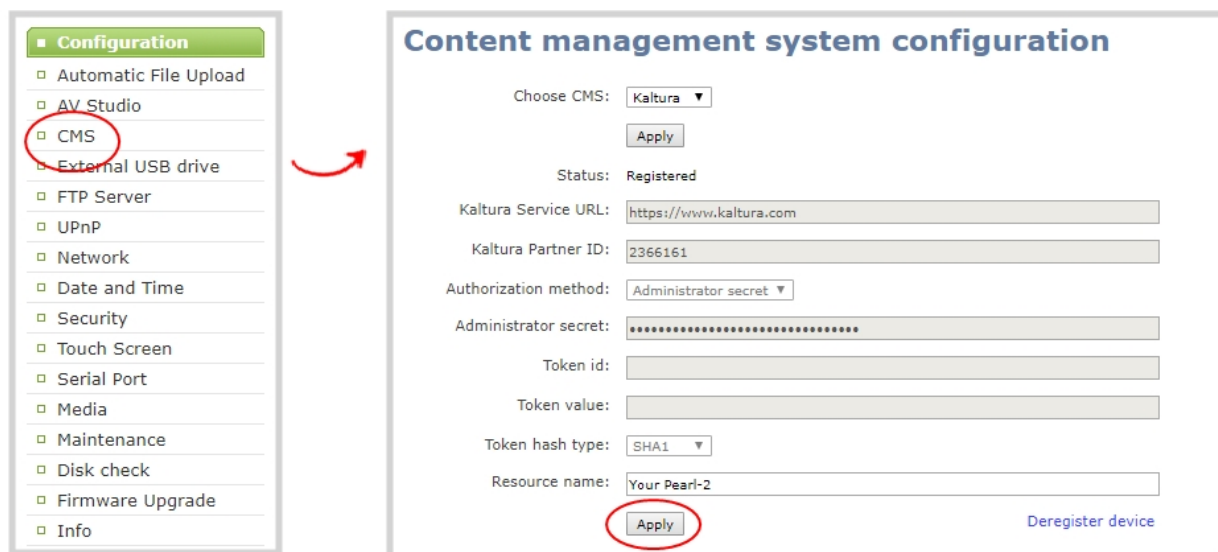 Configuration
Automatic File Upload
AV Studio
CMS
External USB drive
FTP Server
UPnP
Network
Date and Time
Security
Touch Screen
Serial Port
Media
Maintenance
Disk check
Firmware Upgrade
Info
Content management system configuration
Choose CMS: Kaltura
Apply
Status: Registered
Kaltura Service URL: https://www.kaltura.com
Kaltura Partner ID: 2366161
Authorization method: Administrator secret
Administrator secret: ••••••••••••••••••••••••••••••••
Token id:
Token value:
Token hash type: SHA1
Resource name: Your Pearl-2
Apply Deregister device